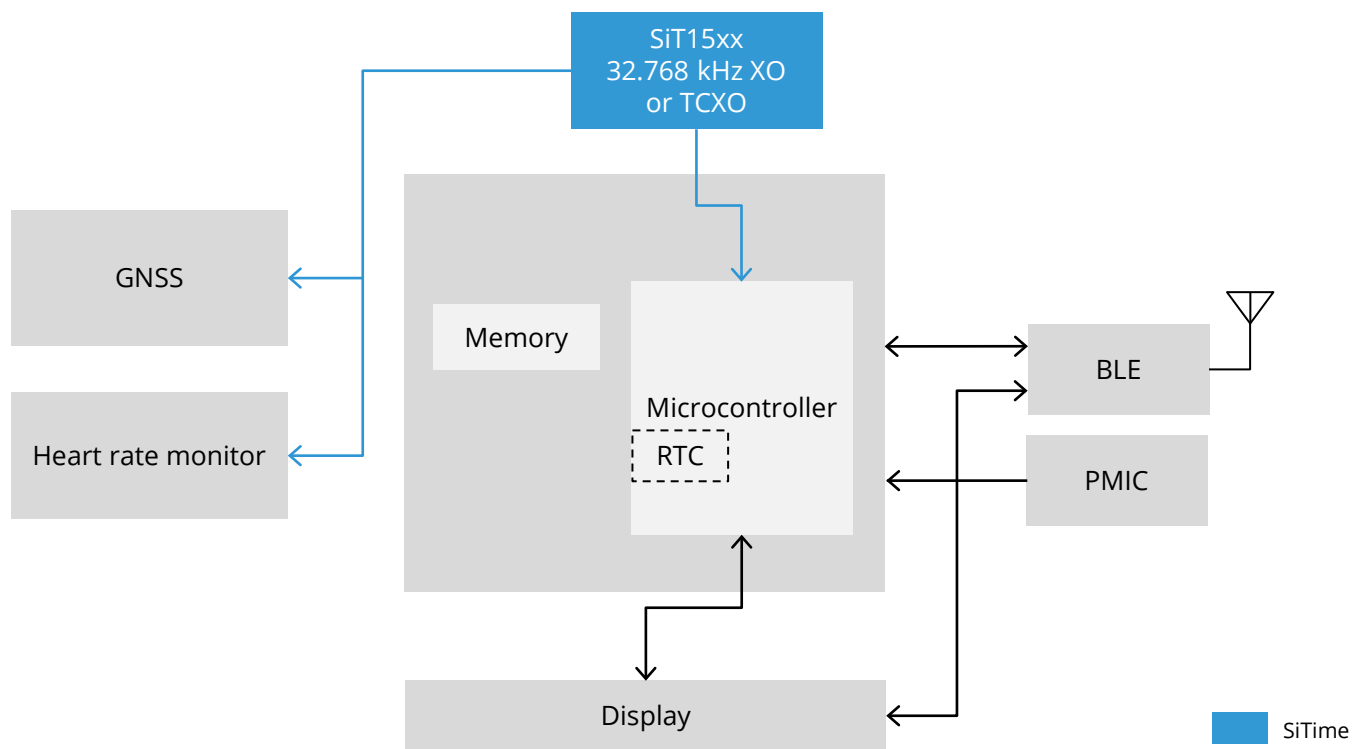 SiT15xx
32.768 kHz XO
or TCXO
GNSS
Heart rate monitor
Memory
Microcontroller
RTC
BLE
PMIC
Display
SiTime